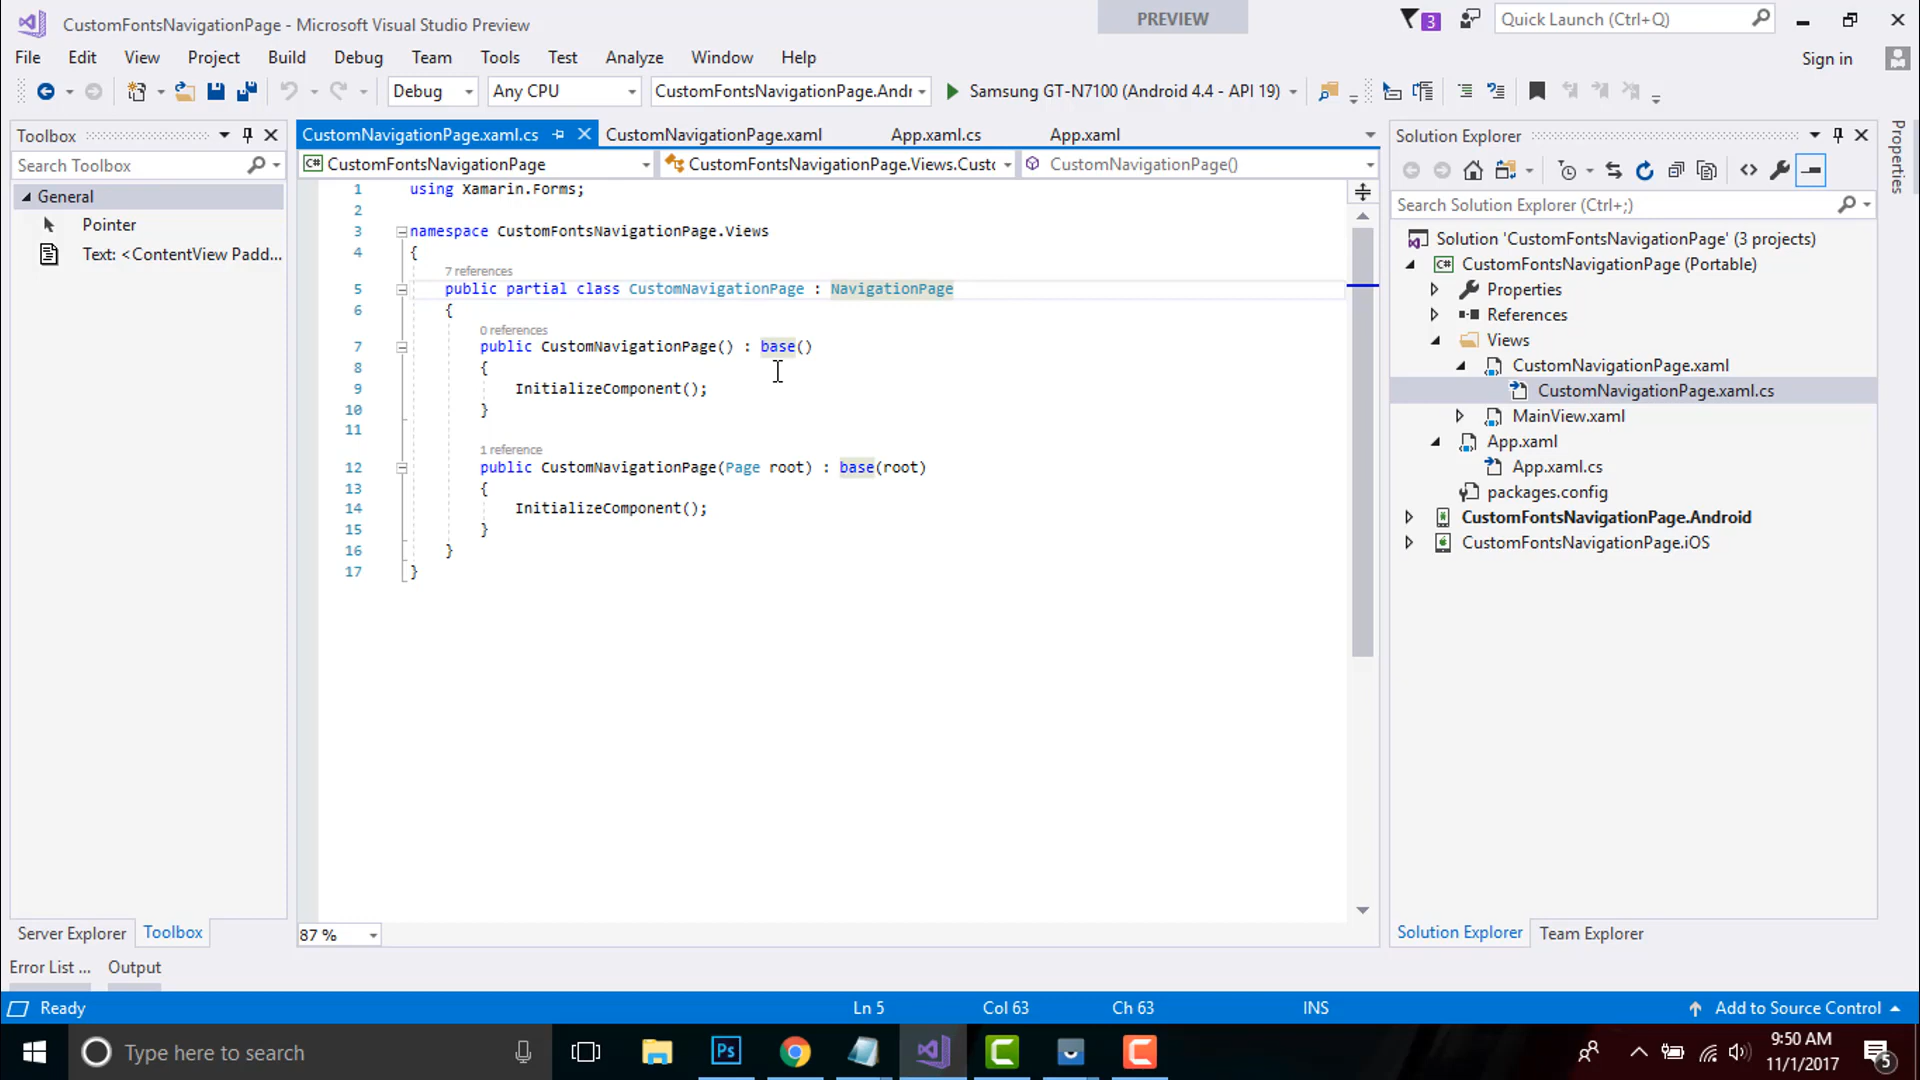 CustomFontsNavigationPage - Microsoft Visual Studio Preview
PREVIEW
3
Quick Launch (Ctrl+Q)
File Edit View Project Build Debug Team Tools Test Analyze Window Help
Sign in
Debug Any CPU CustomFontsNavigationPage.Andr Samsung GT-N7100 (Android 4.4 - API 19)
Toolbox
Search Toolbox
General
Pointer
Text: <ContentView Padd...
CustomNavigationPage.xaml.cs CustomNavigationPage.xaml App.xaml.cs App.xaml
CustomFontsNavigationPage CustomFontsNavigationPage.Views.Custo CustomNavigationPage()
1 using Xamarin.Forms;
2
3 namespace CustomFontsNavigationPage.Views
4 {
7 references
5 public partial class CustomNavigationPage : NavigationPage
6 {
0 references
7 public CustomNavigationPage() : base()
8 {
9 InitializeComponent();
10 }
11
1 reference
12 public CustomNavigationPage(Page root) : base(root)
13 {
14 InitializeComponent();
15 }
16 }
17 }
87 %
Solution Explorer
Search Solution Explorer (Ctrl+;)
Solution 'CustomFontsNavigationPage' (3 projects)
C# CustomFontsNavigationPage (Portable)
Properties
References
Views
CustomNavigationPage.xaml
CustomNavigationPage.xaml.cs
MainView.xaml
App.xaml
App.xaml.cs
packages.config
CustomFontsNavigationPage.Android
CustomFontsNavigationPage.iOS
Properties
Server Explorer Toolbox
Solution Explorer Team Explorer
Error List ... Output
Ready Ln 5 Col 63 Ch 63 INS Add to Source Control
Type here to search
Ps
9:50 AM
11/1/2017
5